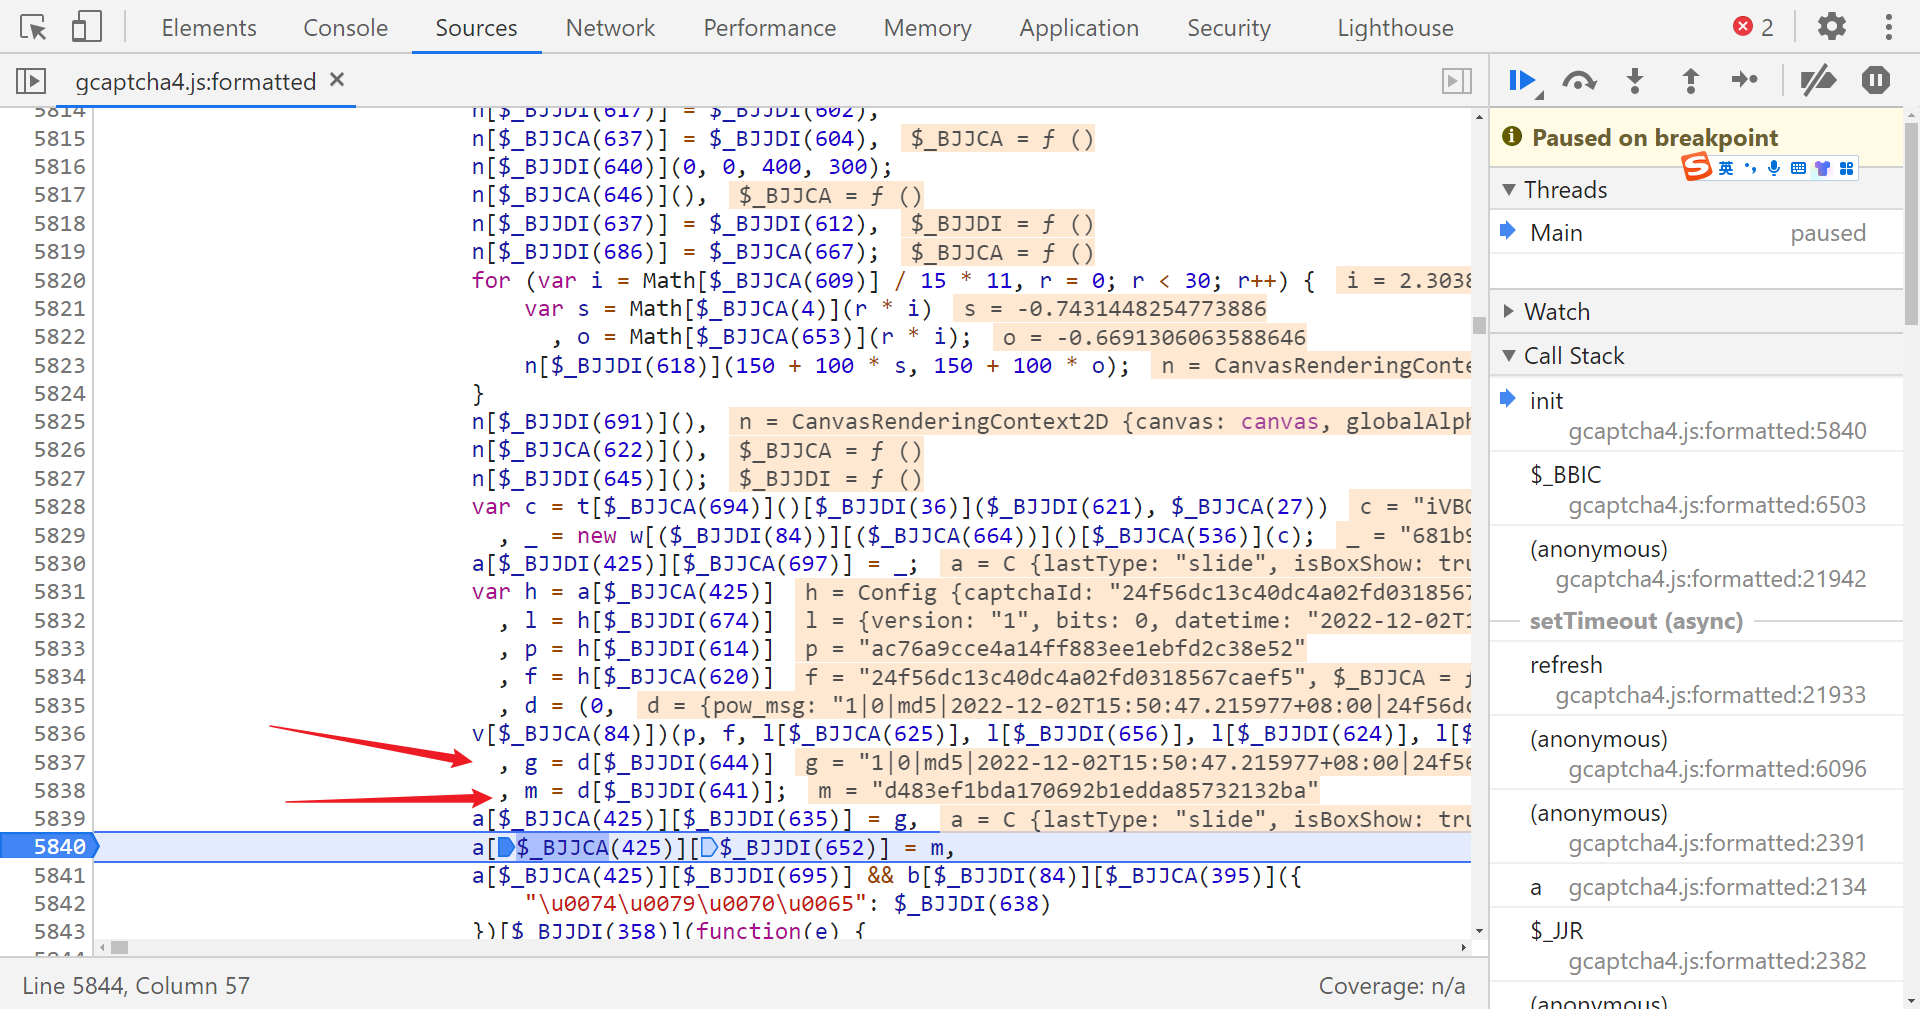 Elements Console Sources Network Performance Memory Application Security Lighthouse 2
gcaptcha4.js:formatted
5814 n[$_BJJDI(617)] = $_BJJDI(602),
5815 n[$_BJJCA(637)] = $_BJJDI(604), $_BJJCA = ƒ ()
5816 n[$_BJJDI(640)](0, 0, 400, 300);
5817 n[$_BJJCA(646)](), $_BJJCA = ƒ ()
5818 n[$_BJJDI(637)] = $_BJJDI(612), $_BJJDI = ƒ ()
5819 n[$_BJJDI(686)] = $_BJJCA(667); $_BJJCA = ƒ ()
5820 for (var i = Math[$_BJJCA(609)] / 15 * 11, r = 0; r < 30; r++) { i = 2.3038
5821 var s = Math[$_BJJCA(4)](r * i) s = -0.7431448254773886
5822 , o = Math[$_BJJCA(653)](r * i); o = -0.6691306063588646
5823 n[$_BJJDI(618)](150 + 100 * s, 150 + 100 * o); n = CanvasRenderingConte
5824 }
5825 n[$_BJJDI(691)](), n = CanvasRenderingContext2D {canvas: canvas, globalAlph
5826 n[$_BJJCA(622)](), $_BJJCA = ƒ ()
5827 n[$_BJJDI(645)](); $_BJJDI = ƒ ()
5828 var c = t[$_BJJCA(694)]()[$_BJJDI(36)]($_BJJDI(621), $_BJJCA(27)) c = "iVBO
5829 , _ = new w[($_BJJDI(84))][($_BJJCA(664))]()[$_BJJCA(536)](c); _ = "681b9
5830 a[$_BJJDI(425)][$_BJJCA(697)] = _; a = C {lastType: "slide", isBoxShow: tru
5831 var h = a[$_BJJCA(425)] h = Config {captchaId: "24f56dc13c40dc4a02fd0318567
5832 , l = h[$_BJJDI(674)] l = {version: "1", bits: 0, datetime: "2022-12-02T1
5833 , p = h[$_BJJDI(614)] p = "ac76a9cce4a14ff883ee1ebfd2c38e52"
5834 , f = h[$_BJJCA(620)] f = "24f56dc13c40dc4a02fd0318567caef5", $_BJJCA = ƒ
5835 , d = (0, d = {pow_msg: "1|0|md5|2022-12-02T15:50:47.215977+08:00|24f56dc
5836 v[$_BJJCA(84)])(p, f, l[$_BJJCA(625)], l[$_BJJDI(656)], l[$_BJJDI(624)], l[$
5837 , g = d[$_BJJDI(644)] g = "1|0|md5|2022-12-02T15:50:47.215977+08:00|24f56
5838 , m = d[$_BJJDI(641)]; m = "d483ef1bda170692b1edda85732132ba"
5839 a[$_BJJCA(425)][$_BJJDI(635)] = g, a = C {lastType: "slide", isBoxShow: tru
5840 a[$_BJJCA(425)][$_BJJDI(652)] = m,
5841 a[$_BJJCA(425)][$_BJJDI(695)] && b[$_BJJDI(84)][$_BJJCA(395)]({
5842 "\u0074\u0079\u0070\u0065": $_BJJDI(638)
5843 })[$_BJJDI(358)](function(e) {
Line 5844, Column 57 Coverage: n/a
Paused on breakpoint
英
Threads
Main paused
Watch
Call Stack
init
gcaptcha4.js:formatted:5840
$_BBIC
gcaptcha4.js:formatted:6503
(anonymous)
gcaptcha4.js:formatted:21942
setTimeout (async)
refresh
gcaptcha4.js:formatted:21933
(anonymous)
gcaptcha4.js:formatted:6096
(anonymous)
gcaptcha4.js:formatted:2391
a gcaptcha4.js:formatted:2134
$_JJR
gcaptcha4.js:formatted:2382
(anonymous)